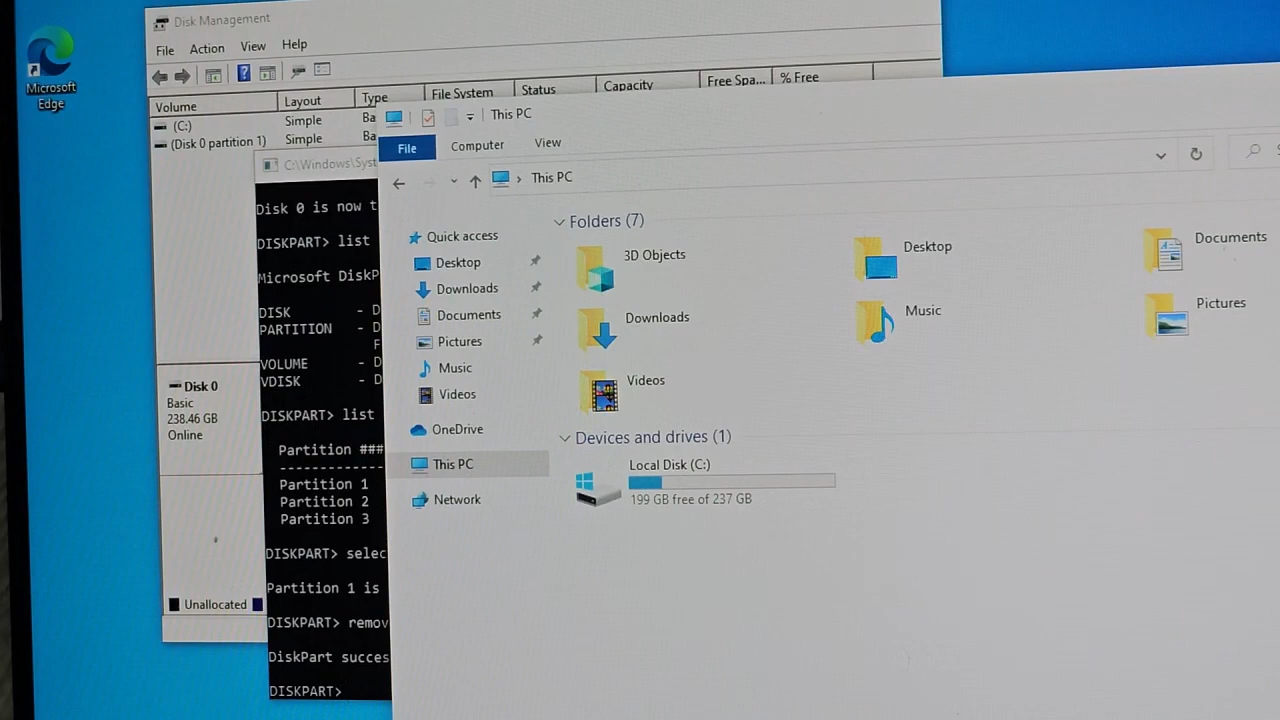 Microsoft
Edge
Disk Management
File Action View Help
Volume Layout Type File System Status Capacity Free Spa... % Free
(C:) Simple Ba
(Disk 0 partition 1) Simple Ba
Disk 0
Basic
238.46 GB
Online
Unallocated
C:\Windows\Syst
Disk 0 is now t
DISKPART> list
Microsoft DiskP
DISK - D
PARTITION - D
F
VOLUME - D
VDISK - D
DISKPART> list
Partition ###
-------------
Partition 1
Partition 2
Partition 3
DISKPART> selec
Partition 1 is
DISKPART> remov
DiskPart succes
DISKPART>
This PC
File Computer View
This PC
Quick access
Desktop
Downloads
Documents
Pictures
Music
Videos
OneDrive
This PC
Network
Folders (7)
3D Objects
Desktop
Documents
Downloads
Music
Pictures
Videos
Devices and drives (1)
Local Disk (C:)
199 GB free of 237 GB